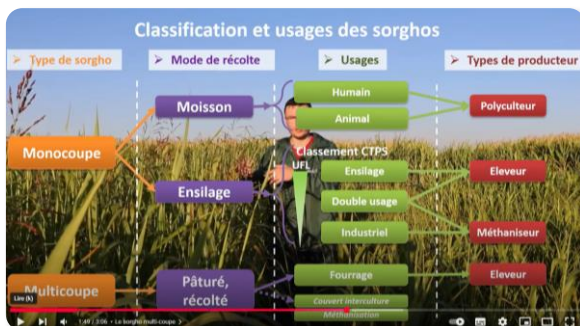 Classification et usages des sorghos
➢ Type de sorgho
➢ Mode de récolte
➢ Usages
➢ Types de producteur
Monocoupe
Moisson
Humain
Animal
Polyculteur
Ensilage
Classement CTPS
UFL
Ensilage
Double usage
Industriel
Eleveur
Méthaniseur
Multicoupe
Pâturé,
récolté
Fourrage
Couvert interculture
Méthanisation
Eleveur
Lire (k)
1:49 / 3:06 • Le sorgho multi-coupe >